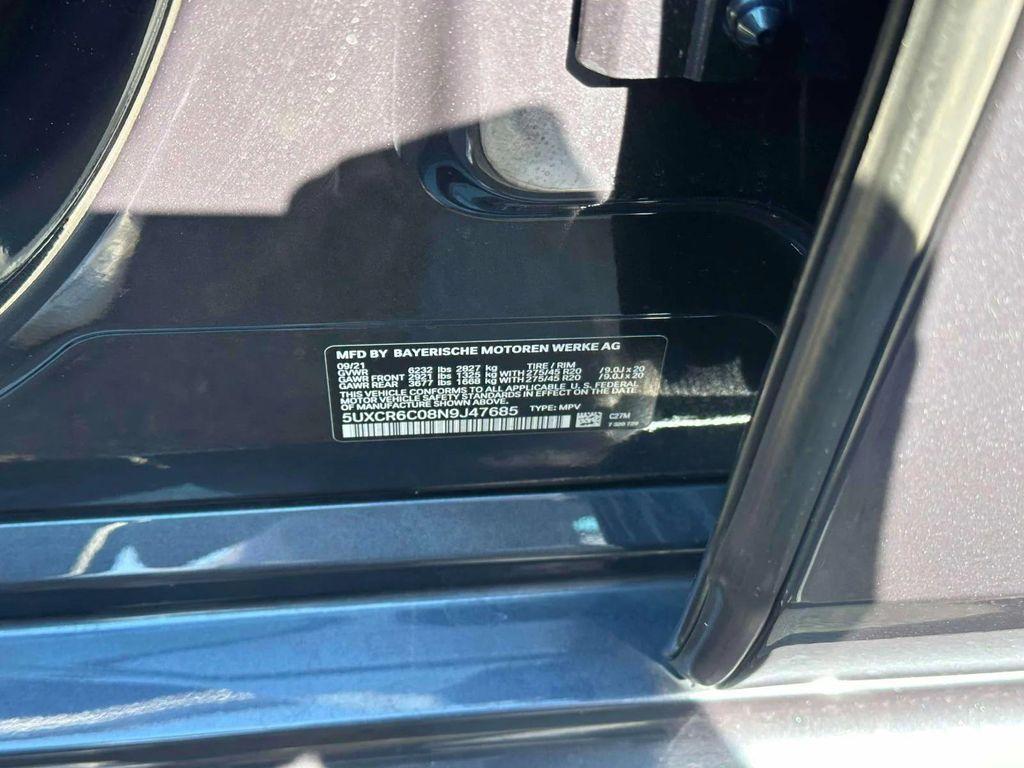 MFD BY BAYERISCHE MOTOREN WERKE AG
09/21 TIRE / RIM
GVWR 6232 lbs 2827 kg
GAWR FRONT 2921 lbs 1325 kg WITH 275/45 R20 /9.0J x 20
GAWR REAR 3677 lbs 1668 kg WITH 275/45 R20 /9.0J x 20
THIS VEHICLE CONFORMS TO ALL APPLICABLE U.S. FEDERAL
MOTOR VEHICLE SAFETY STANDARDS IN EFFECT ON THE DATE
OF MANUFACTURE SHOWN ABOVE.
5UXCR6C08N9J47685 TYPE: MPV
C27M